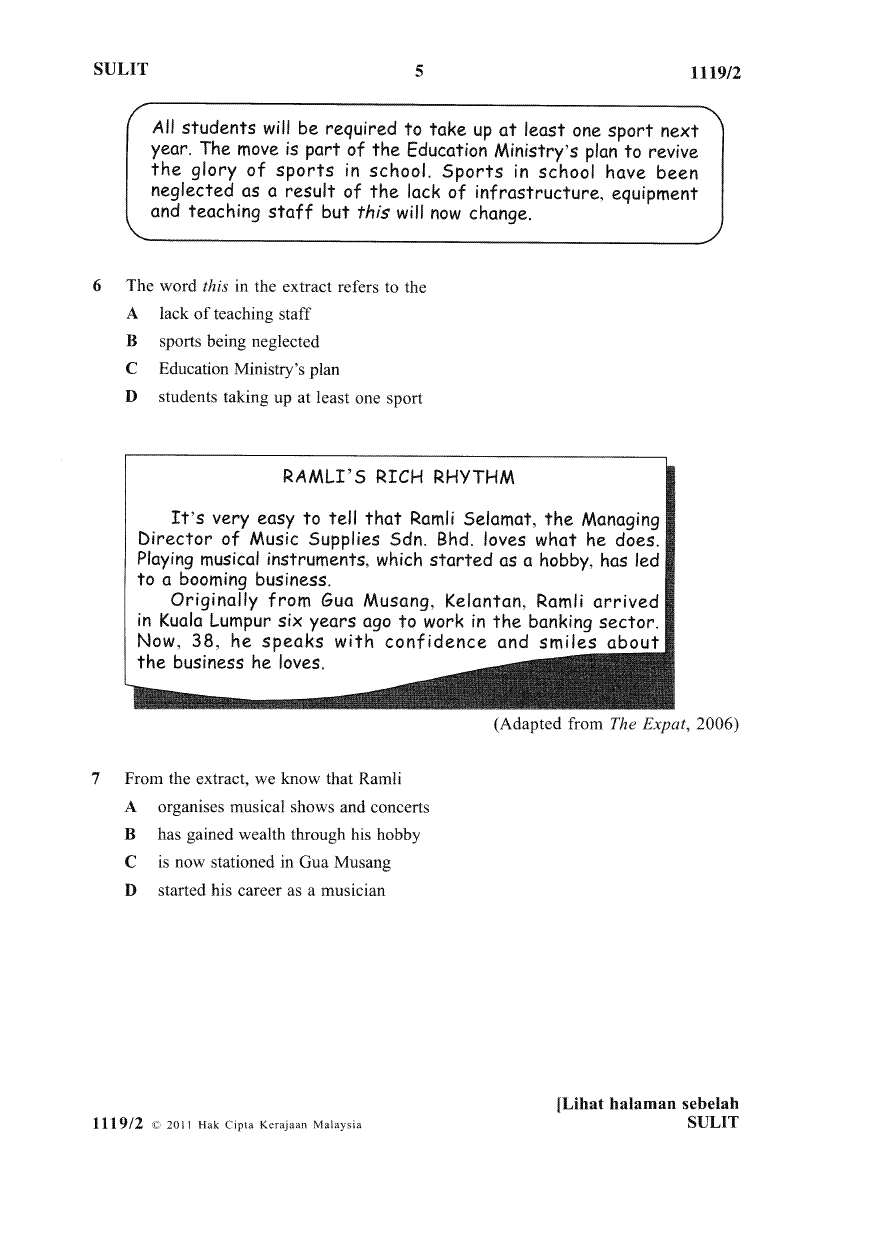 SULIT 5 1119/2
All students will be required to take up at least one sport next
year. The move is part of the Education Ministry's plan to revive
the glory of sports in school. Sports in school have been
neglected as a result of the lack of infrastructure, equipment
and teaching staff but this will now change.
6 The word this in the extract refers to the
A lack of teaching staff
B sports being neglected
C Education Ministry's plan
D students taking up at least one sport
RAMLI'S RICH RHYTHM
It's very easy to tell that Ramli Selamat, the Managing
Director of Music Supplies Sdn. Bhd. loves what he does.
Playing musical instruments, which started as a hobby, has led
to a booming business.
Originally from Gua Musang, Kelantan, Ramli arrived
in Kuala Lumpur six years ago to work in the banking sector.
Now, 38, he speaks with confidence and smiles about
the business he loves.
(Adapted from The Expat, 2006)
7 From the extract, we know that Ramli
A organises musical shows and concerts
B has gained wealth through his hobby
C is now stationed in Gua Musang
D started his career as a musician
[Lihat halaman sebelah
1119/2 © 2011 Hak Cipta Kerajaan Malaysia SULIT